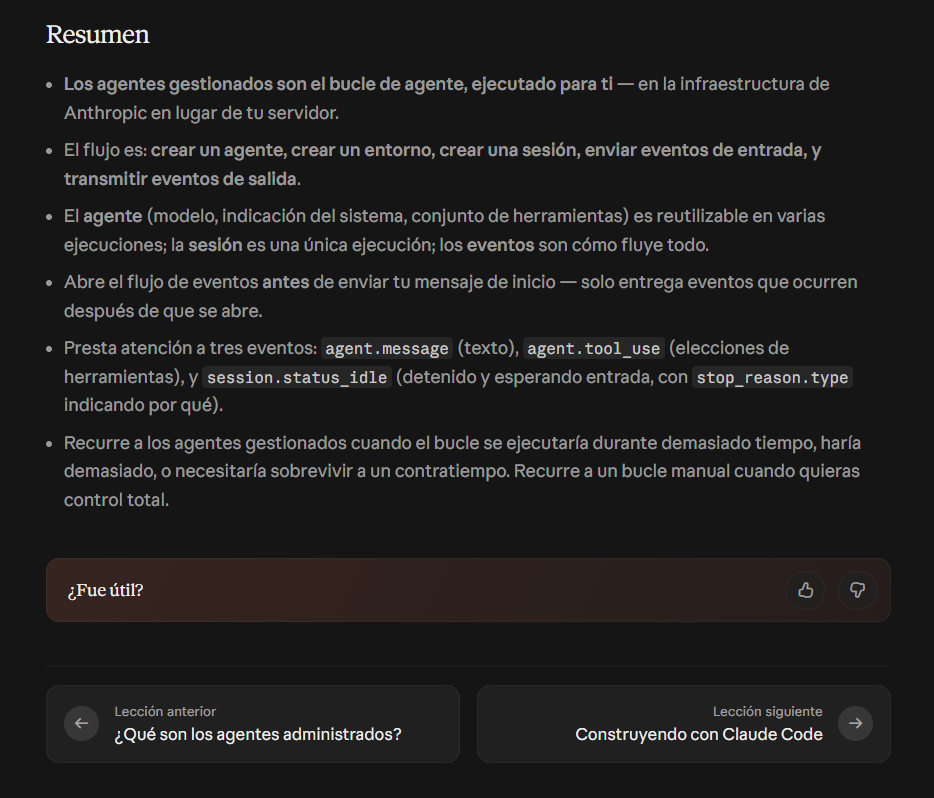 Resumen
• Los agentes gestionados son el bucle de agente, ejecutado para ti — en la infraestructura de
Anthropic en lugar de tu servidor.
• El flujo es: crear un agente, crear un entorno, crear una sesión, enviar eventos de entrada, y
transmitir eventos de salida.
• El agente (modelo, indicación del sistema, conjunto de herramientas) es reutilizable en varias
ejecuciones; la sesión es una única ejecución; los eventos son cómo fluye todo.
• Abre el flujo de eventos antes de enviar tu mensaje de inicio — solo entrega eventos que ocurren
después de que se abre.
• Presta atención a tres eventos: agent.message (texto), agent.tool_use (elecciones de
herramientas), y session.status_idle (detenido y esperando entrada, con stop_reason.type
indicando por qué).
• Recurre a los agentes gestionados cuando el bucle se ejecutaría durante demasiado tiempo, haría
demasiado, o necesitaría sobrevivir a un contratiempo. Recurre a un bucle manual cuando quieras
control total.
¿Fue útil?
Lección anterior
¿Qué son los agentes administrados?
Lección siguiente
Construyendo con Claude Code